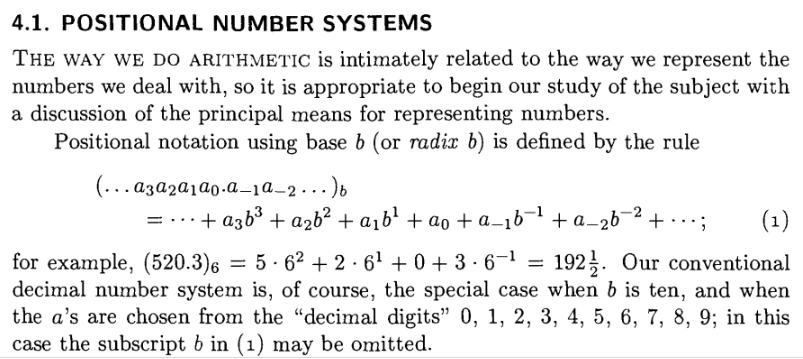 4.1. POSITIONAL NUMBER SYSTEMS
THE WAY WE DO ARITHMETIC is intimately related to the way we represent the
numbers we deal with, so it is appropriate to begin our study of the subject with
a discussion of the principal means for representing numbers.
Positional notation using base b (or radix b) is defined by the rule
(...a₃a₂a₁a₀.a₋₁a₋₂...)_b
= ··· + a₃b³ + a₂b² + a₁b¹ + a₀ + a₋₁b⁻¹ + a₋₂b⁻² + ···; (1)
for example, (520.3)₆ = 5 · 6² + 2 · 6¹ + 0 + 3 · 6⁻¹ = 192½. Our conventional
decimal number system is, of course, the special case when b is ten, and when
the a's are chosen from the “decimal digits” 0, 1, 2, 3, 4, 5, 6, 7, 8, 9; in this
case the subscript b in (1) may be omitted.